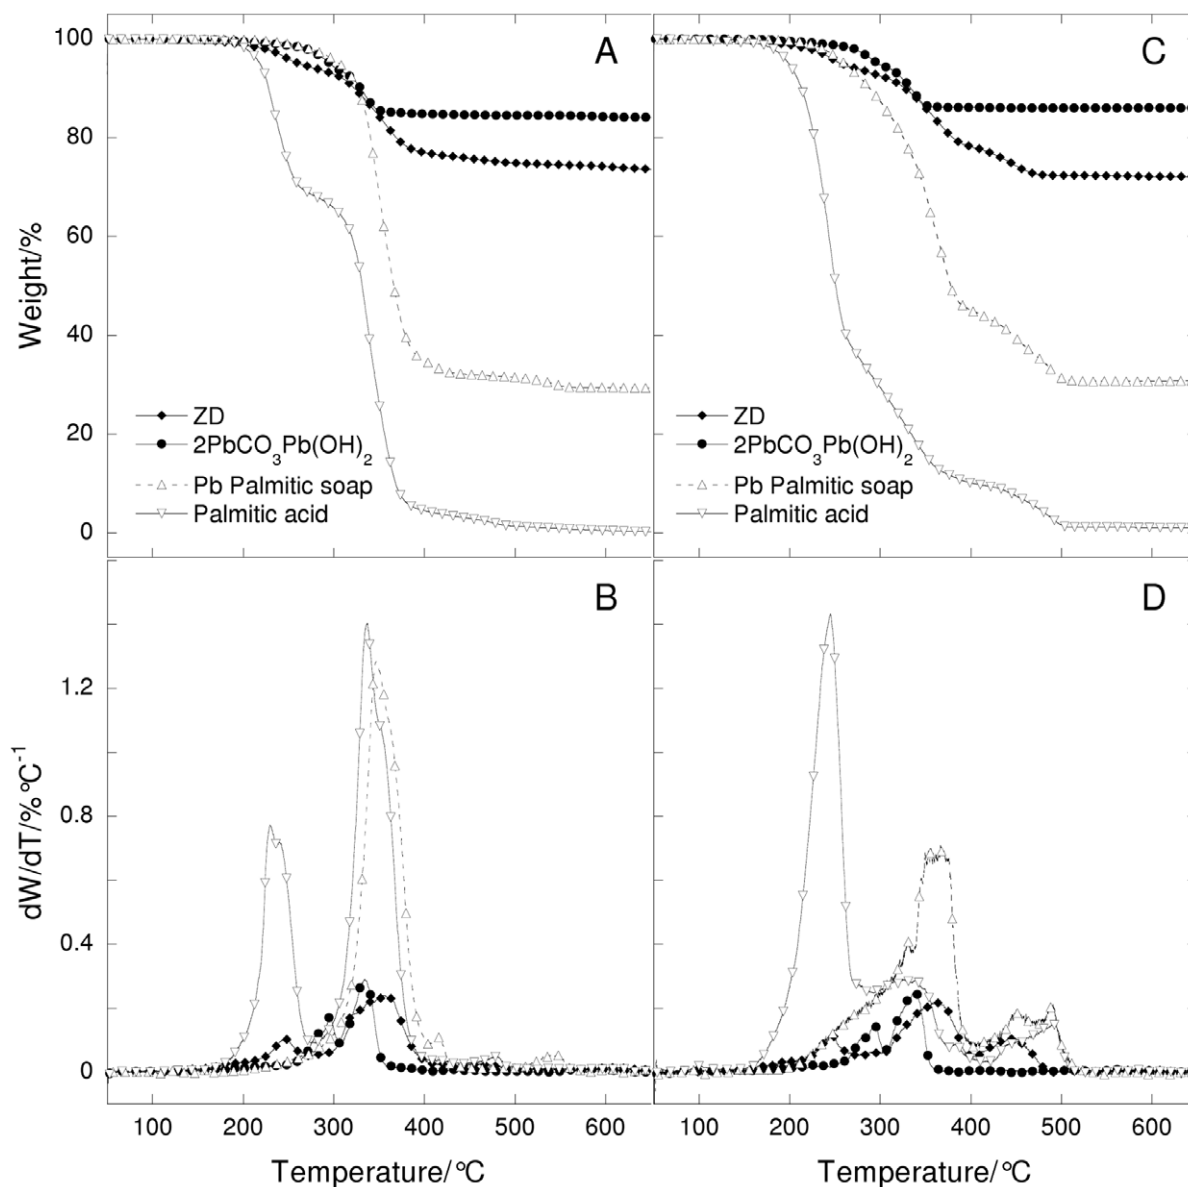 A
C
100
80
60
40
20
0
Weight/%
ZD
2PbCO₃Pb(OH)₂
Pb Palmitic soap
Palmitic acid
ZD
2PbCO₃Pb(OH)₂
Pb Palmitic soap
Palmitic acid
B
D
1.2
0.8
0.4
0
dW/dT/% °C⁻¹
100 200 300 400 500 600
100 200 300 400 500 600
Temperature/°C
Temperature/°C